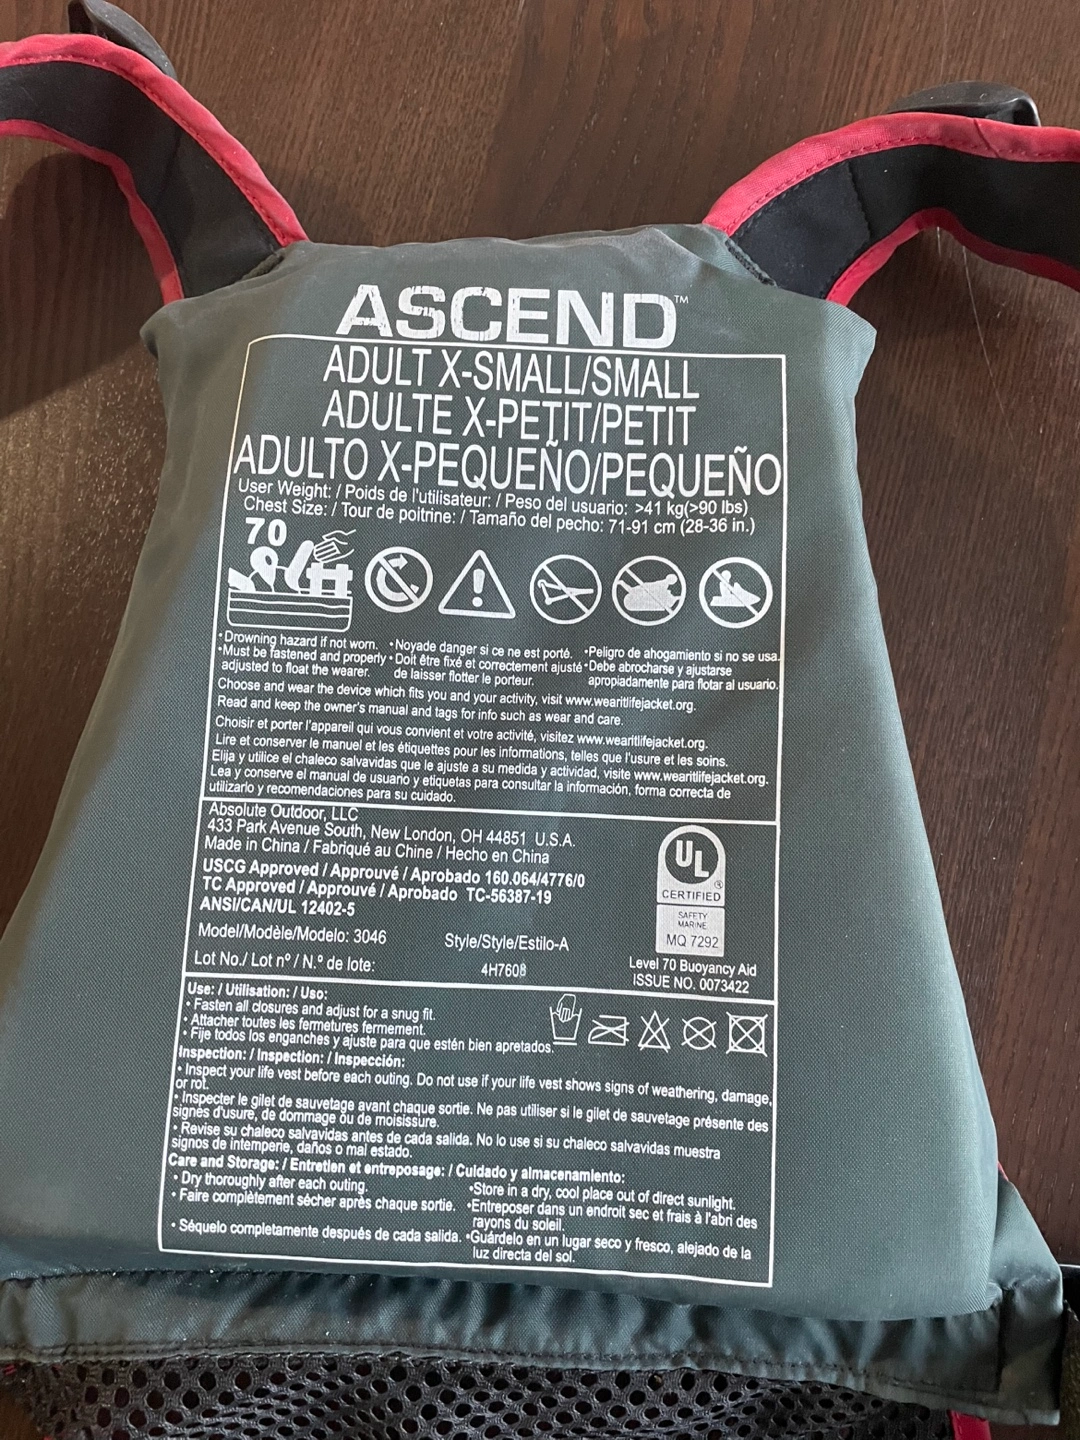 ASCEND™
ADULT X-SMALL/SMALL
ADULTE X-PETIT/PETIT
ADULTO X-PEQUEÑO/PEQUEÑO
User Weight: / Poids de l'utilisateur: / Peso del usuario: >41 kg(>90 lbs)
Chest Size: / Tour de poitrine: / Tamaño del pecho: 71-91 cm (28-36 in.)
70
•Drowning hazard if not worn. •Noyade danger si ce ne est porté. •Peligro de ahogamiento si no se usa.
•Must be fastened and properly •Doit être fixé et correctement ajusté •Debe abrocharse y ajustarse
adjusted to float the wearer. de laisser flotter le porteur. apropiadamente para flotar al usuario.
Choose and wear the device which fits you and your activity, visit www.wearitlifejacket.org.
Read and keep the owner's manual and tags for info such as wear and care.
Choisir et porter l'appareil qui vous convient et votre activité, visitez www.wearitlifejacket.org.
Lire et conserver le manuel et les étiquettes pour les informations, telles que l'usure et les soins.
Elija y utilice el chaleco salvavidas que le ajuste a su medida y actividad, visite www.wearitlifejacket.org.
Lea y conserve el manual de usuario y etiquetas para consultar la información, forma correcta de
utilizarlo y recomendaciones para su cuidado.
Absolute Outdoor, LLC
433 Park Avenue South, New London, OH 44851 U.S.A.
Made in China / Fabriqué au Chine / Hecho en China
USCG Approved / Approuvé / Aprobado 160.064/4776/0
TC Approved / Approuvé / Aprobado TC-56387-19
ANSI/CAN/UL 12402-5
UL
®
CERTIFIED
SAFETY
MARINE
MQ 7292
Model/Modèle/Modelo: 3046 Style/Style/Estilo-A
Lot No./ Lot nº / N.º de lote: 4H7608
Level 70 Buoyancy Aid
ISSUE NO. 0073422
Use: / Utilisation: / Uso:
• Fasten all closures and adjust for a snug fit.
• Attacher toutes les fermetures fermement.
• Fije todos los enganches y ajuste para que estén bien apretados.
Inspection: / Inspection: / Inspección:
• Inspect your life vest before each outing. Do not use if your life vest shows signs of weathering, damage,
or rot.
• Inspecter le gilet de sauvetage avant chaque sortie. Ne pas utiliser si le gilet de sauvetage présente des
signes d'usure, de dommage ou de moisissure.
• Revise su chaleco salvavidas antes de cada salida. No lo use si su chaleco salvavidas muestra
signos de intemperie, daños o mal estado.
Care and Storage: / Entretien et entreposage: / Cuidado y almacenamiento:
• Dry thoroughly after each outing. •Store in a dry, cool place out of direct sunlight.
• Faire complètement sécher après chaque sortie. •Entreposer dans un endroit sec et frais à l'abri des
rayons du soleil.
• Séquelo completamente después de cada salida. •Guárdelo en un lugar seco y fresco, alejado de la
luz directa del sol.